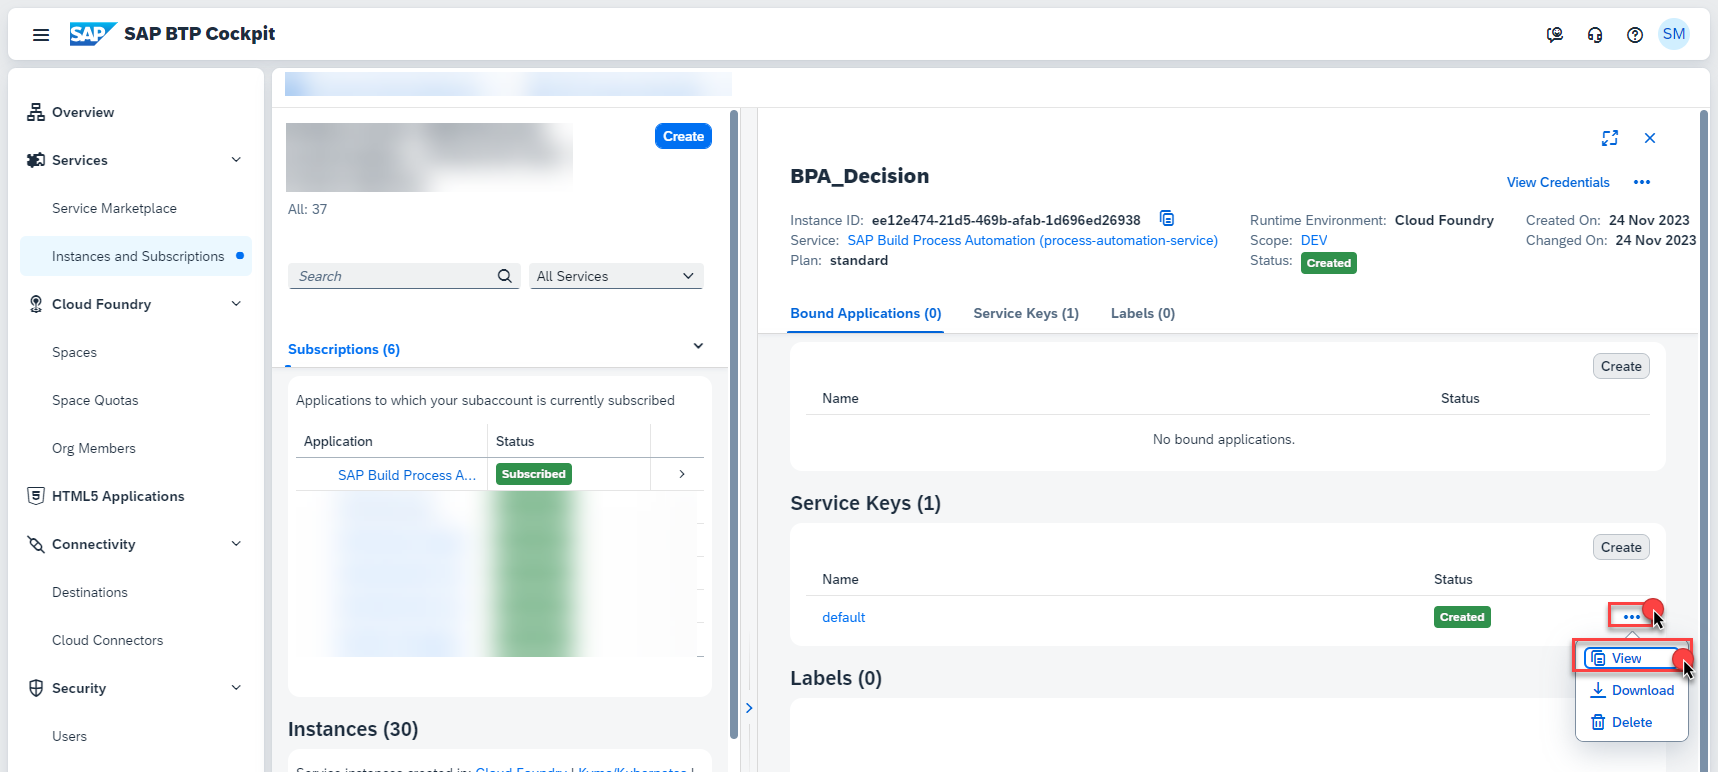 SAP SAP BTP Cockpit
SM
Overview
Services
Service Marketplace
Instances and Subscriptions
Cloud Foundry
Spaces
Space Quotas
Org Members
HTML5 Applications
Connectivity
Destinations
Cloud Connectors
Security
Users
Create
All: 37
Search
All Services
Subscriptions (6)
Applications to which your subaccount is currently subscribed
Application Status
SAP Build Process A... Subscribed
Instances (30)
Service instances created in: Cloud Foundry | Kyma/Kubernetes |
BPA_Decision
View Credentials
Instance ID: ee12e474-21d5-469b-afab-1d696ed26938
Service: SAP Build Process Automation (process-automation-service)
Plan: standard
Runtime Environment: Cloud Foundry
Scope: DEV
Status: Created
Created On: 24 Nov 2023
Changed On: 24 Nov 2023
Bound Applications (0) Service Keys (1) Labels (0)
Create
Name Status
No bound applications.
Service Keys (1)
Create
Name Status
default Created
View
Download
Delete
Labels (0)